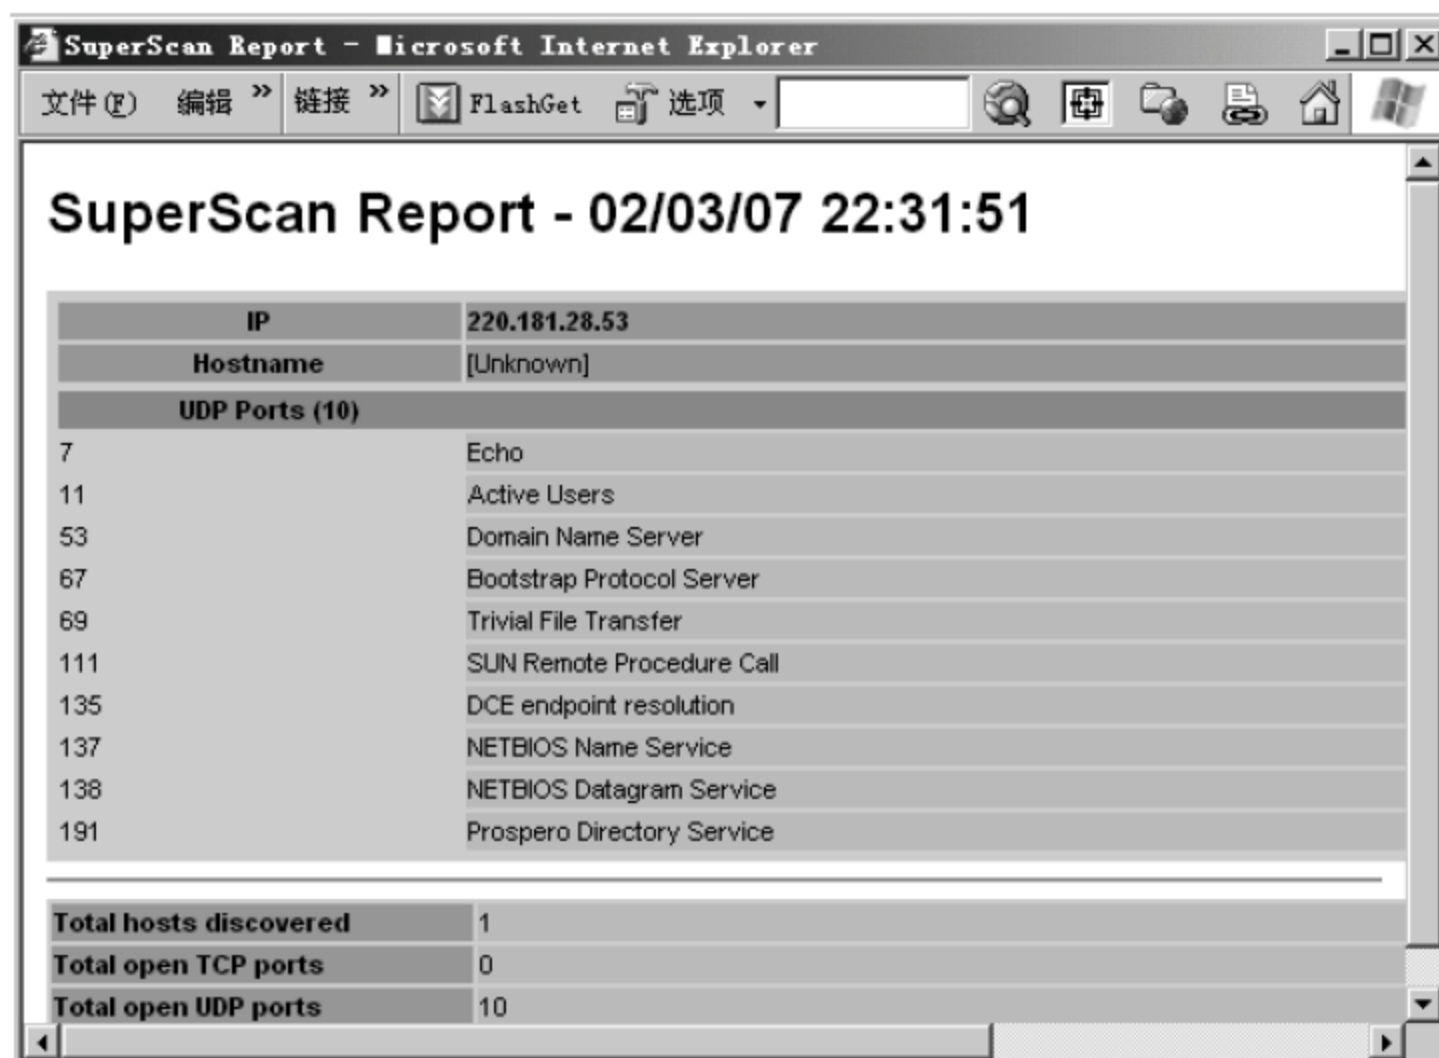 SuperScan Report - Microsoft Internet Explorer
文件(F) 编辑 » 链接 » FlashGet 选项
SuperScan Report - 02/03/07 22:31:51
IP 220.181.28.53
Hostname [Unknown]
UDP Ports (10)
7 Echo
11 Active Users
53 Domain Name Server
67 Bootstrap Protocol Server
69 Trivial File Transfer
111 SUN Remote Procedure Call
135 DCE endpoint resolution
137 NETBIOS Name Service
138 NETBIOS Datagram Service
191 Prospero Directory Service
Total hosts discovered 1
Total open TCP ports 0
Total open UDP ports 10